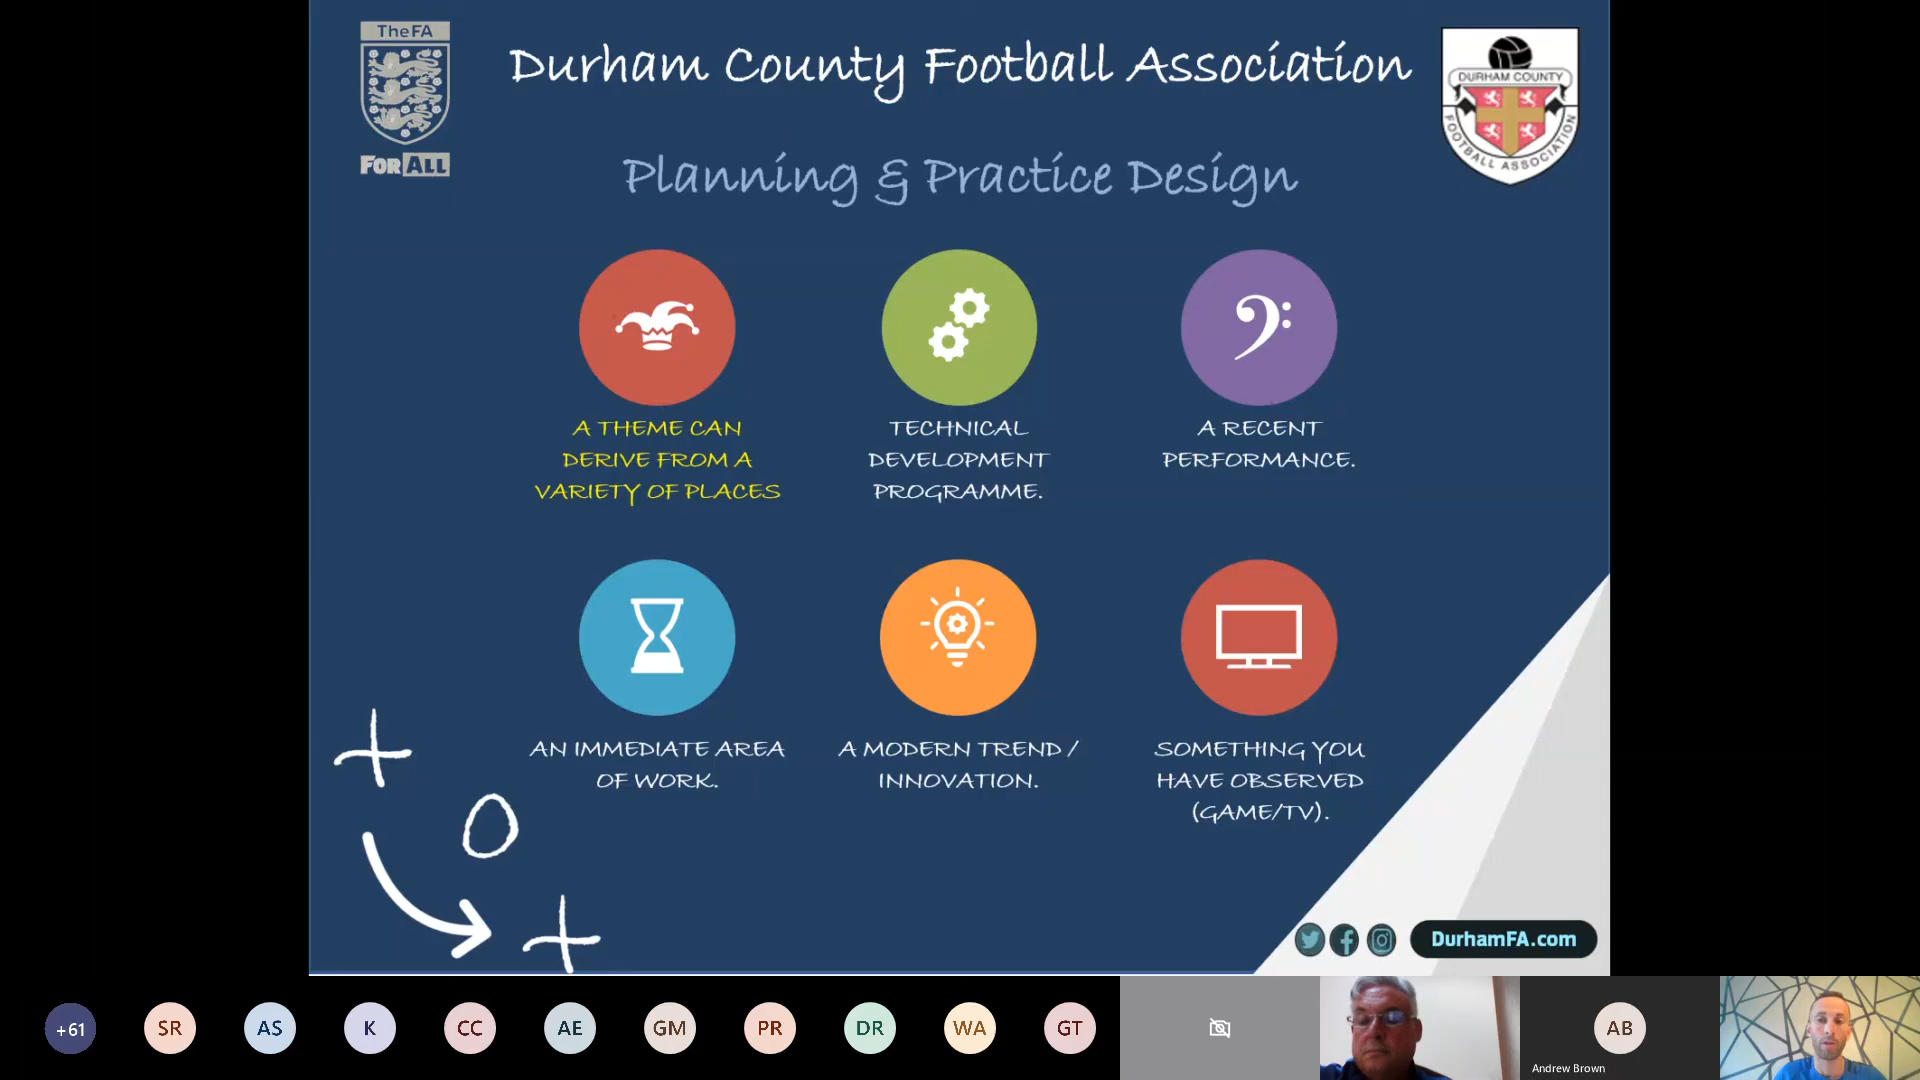 The FA
FOR ALL
Durham County Football Association
DURHAM COUNTY
FOOTBALL ASSOCIATION
Planning & Practice Design
A THEME CAN
DERIVE FROM A
VARIETY OF PLACES
TECHNICAL
DEVELOPMENT
PROGRAMME.
A RECENT
PERFORMANCE.
AN IMMEDIATE AREA
OF WORK.
A MODERN TREND /
INNOVATION.
SOMETHING YOU
HAVE OBSERVED
(GAME/TV).
DurhamFA.com
+61
SR
AS
K
CC
AE
GM
PR
DR
WA
GT
AB
Andrew Brown